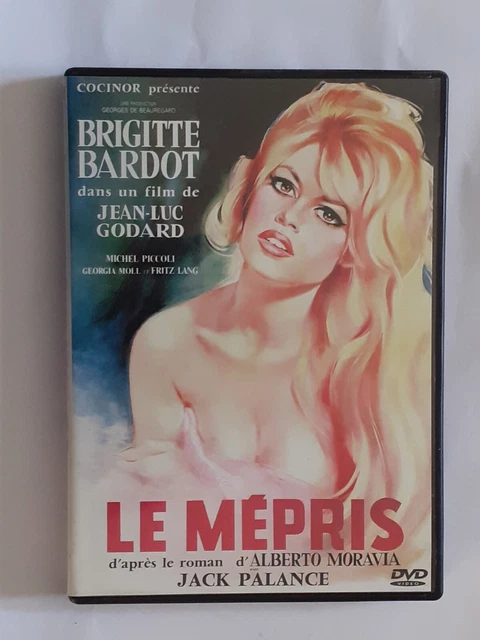 COCINOR présente
UNE PRODUCTION
GEORGES DE BEAUREGARD
BRIGITTE
BARDOT
dans un film de
JEAN-LUC
GODARD
MICHEL PICCOLI
GEORGIA MOLL et FRITZ LANG
LE MÉPRIS
d'après le roman d'ALBERTO MORAVIA
avec
JACK PALANCE
DVD
VIDEO